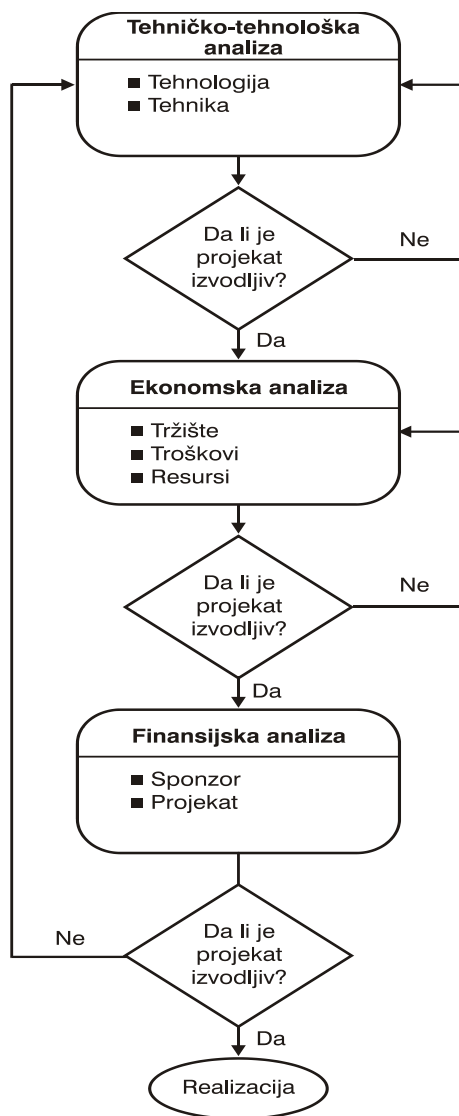 Tehničko-tehnološka
analiza
■ Tehnologija
■ Tehnika
Da li je
projekat
izvodljiv?
Ne
Da
Ekonomska analiza
■ Tržište
■ Troškovi
■ Resursi
Da li je
projekat
izvodljiv?
Ne
Da
Finansijska analiza
■ Sponzor
■ Projekat
Ne
Da li je
projekat
izvodljiv?
Da
Realizacija